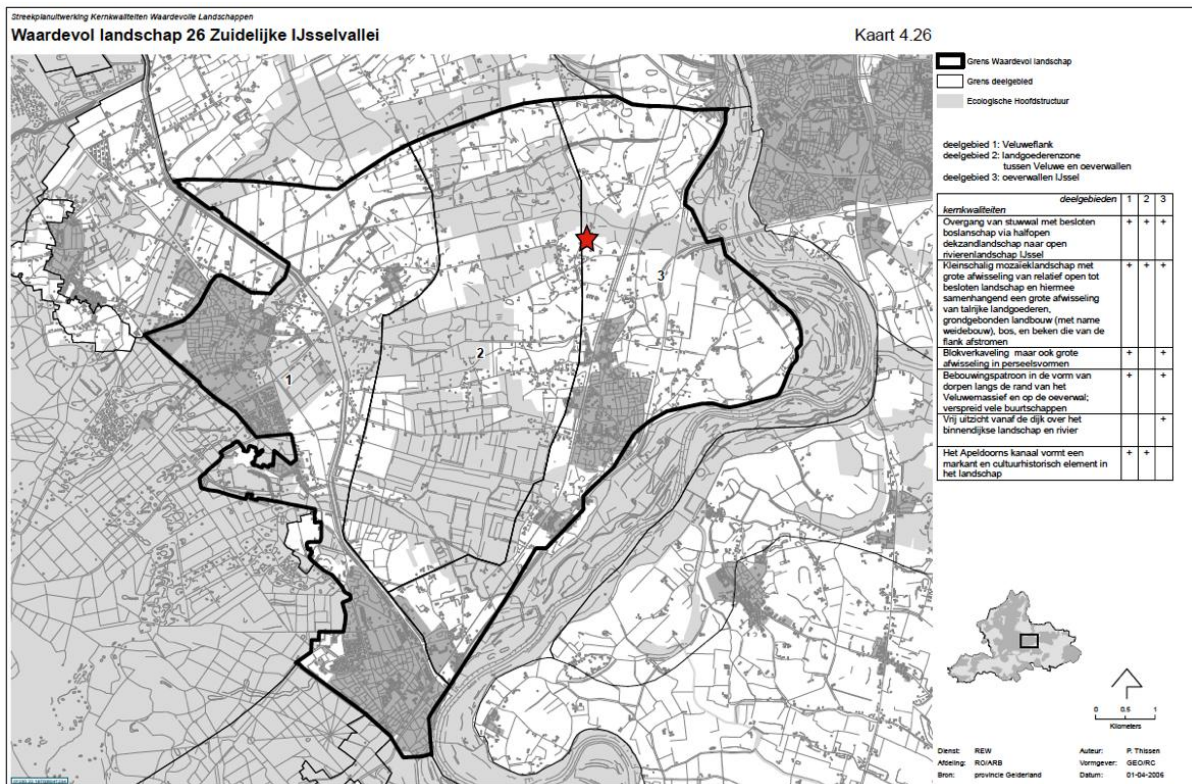 Streekplanuitwerking Kernkwaliteiten Waardevolle Landschappen
Waardevol landschap 26 Zuidelijke IJsselvallei
Kaart 4.26
Grens Waardevol landschap
Grens deelgebied
Ecologische Hoofdstructuur
deelgebied 1: Veluweflank
deelgebied 2: landgoederenzone
tussen Veluwe en oeverwallen
deelgebied 3: oeverwallen IJssel
deelgebieden 1 2 3
kernkwaliteiten
Overgang van stuwwal met besloten + + +
boslanschap via halfopen
dekzandlandschap naar open
rivierenlandschap IJssel
Kleinschalig mozaïeklandschap met + + +
grote afwisseling van relatief open tot
besloten landschap en hiermee
samenhangend een grote afwisseling
van talrijke landgoederen,
grondgebonden landbouw (met name
weidebouw), bos, en beken die van de
flank afstromen
Blokverkaveling maar ook grote + +
afwisseling in perseelsvormen
Bebouwingspatroon in de vorm van + +
dorpen langs de rand van het
Veluwemassief en op de oeverwal;
verspreid vele buurtschappen
Vrij uitzicht vanaf de dijk over het +
binnendijkse landschap en rivier
Het Apeldoorns kanaal vormt een + +
markant en cultuurhistorisch element in
het landschap
1
2
3
0 0.5 1
Kilometers
Dienst: REW Auteur: P. Thissen
Afdeling: RO/ARB Vormgever: GEO/RC
Bron: provincie Gelderland Datum: 01-04-2006